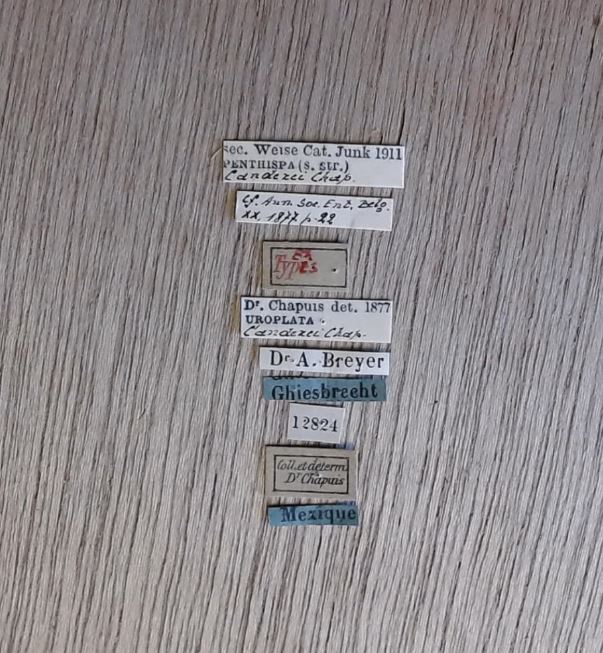 sec. Weise Cat. Junk 1911
PENTHISPA (s. str.)
Candezei Chap.
Cf. Ann. Soc. Ent. Belg.
XX. 1877 p. 22
Ex
Types
Dr. Chapuis det. 1877
UROPLATA
Candezei Chap.
Dr A. Breyer
Ghiesbreght
12824
Coll. et determ.
Dr Chapuis
Mexique